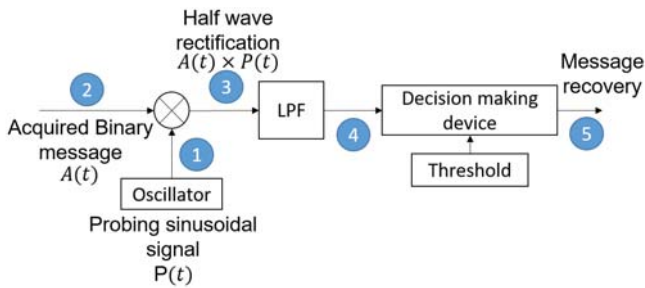 Half wave
rectification
A(t) × P(t)
Message
recovery
2
3
LPF
Decision making
device
4
5
Acquired Binary
message
A(t)
1
Threshold
Oscillator
Probing sinusoidal
signal
P(t)